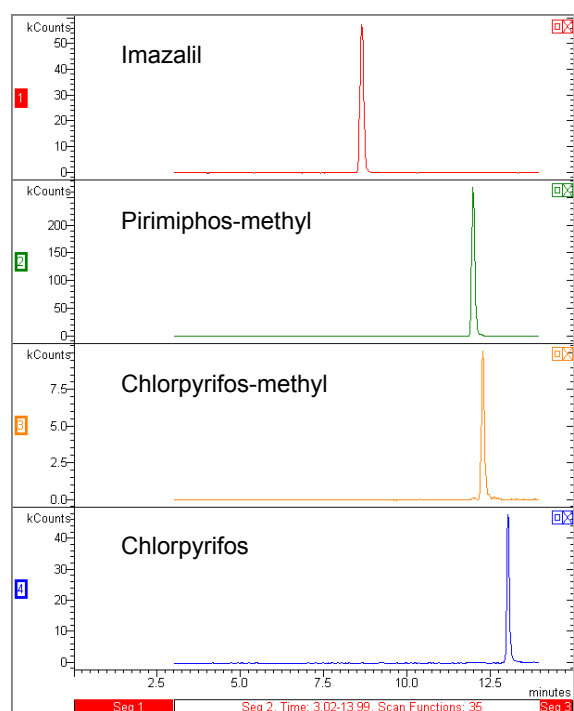 kCounts
Imazalil
50
40
30
20
10
0
1
kCounts
Pirimiphos-methyl
200
150
100
50
0
2
kCounts
Chlorpyrifos-methyl
7.5
5.0
2.5
0.0
3
kCounts
Chlorpyrifos
40
30
20
10
0
4
2.5 5.0 7.5 10.0 12.5
minutes
Seg 1 Seg 2, Time: 3.02-13.99, Scan Functions: 35 Seg 3